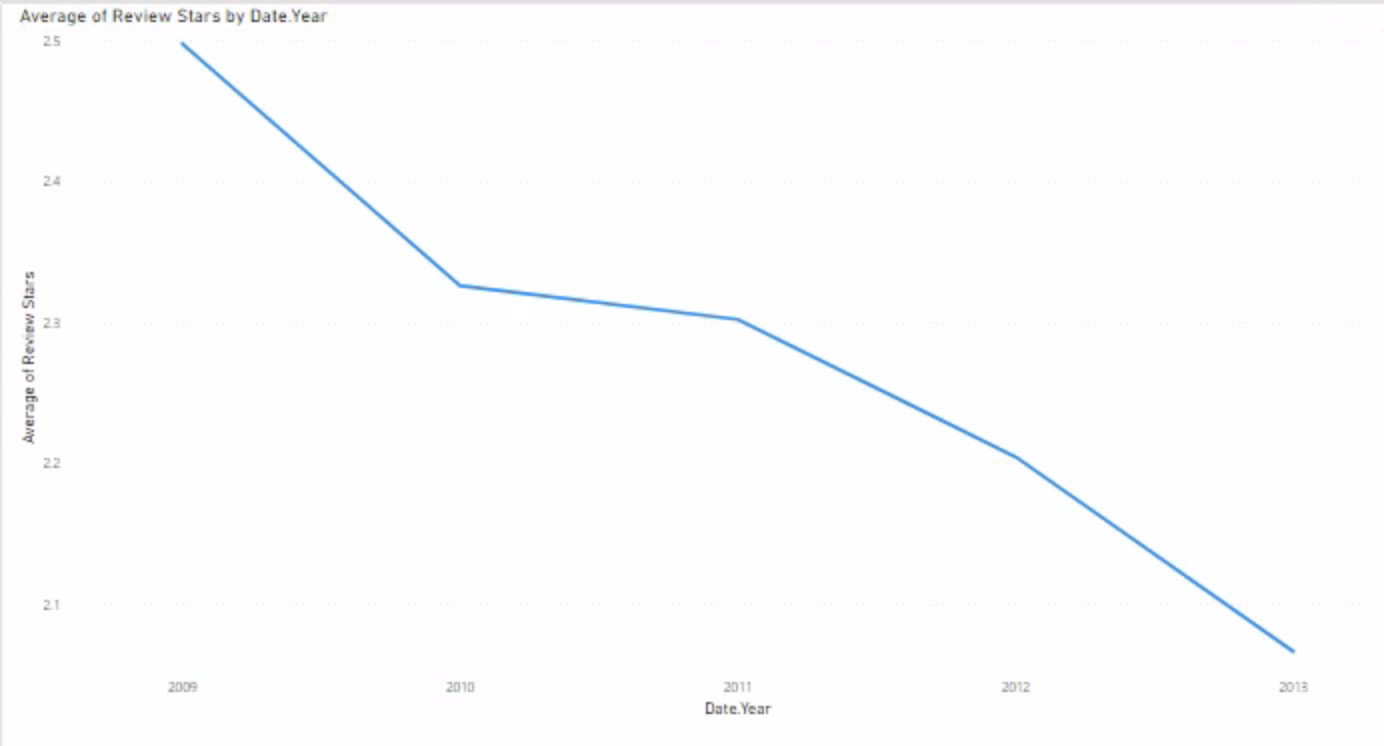 Average of Review Stars by Date.Year
2.5
2.4
2.3
2.2
2.1
Average of Review Stars
2009 2010 2011 2012 2013
Date.Year